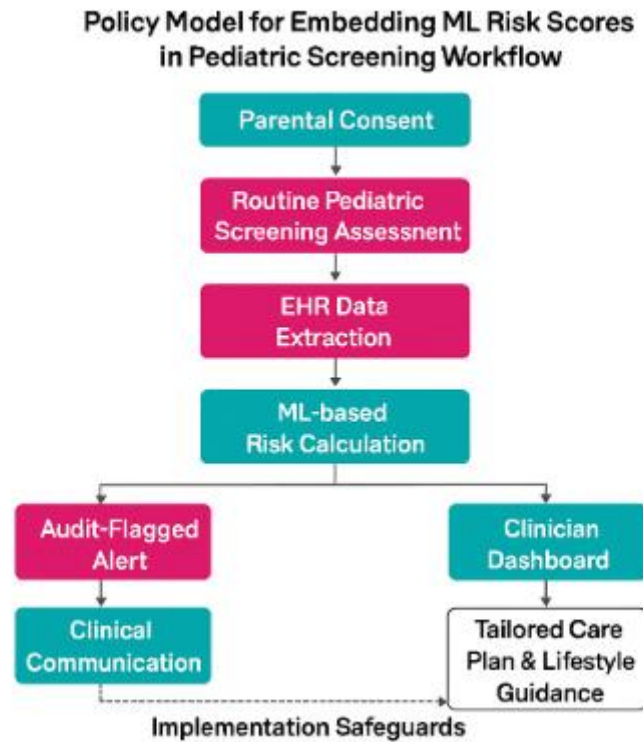 Policy Model for Embedding ML Risk Scores
in Pediatric Screening Workflow
Parental Consent
Routine Pediatric
Screening Assessnent
EHR Data
Extraction
ML-based
Risk Calculation
Audit-Flagged
Alert
Clinician
Dashboard
Clinical
Communication
Tailored Care
Plan & Lifestyle
Guidance
Implementation Safeguards